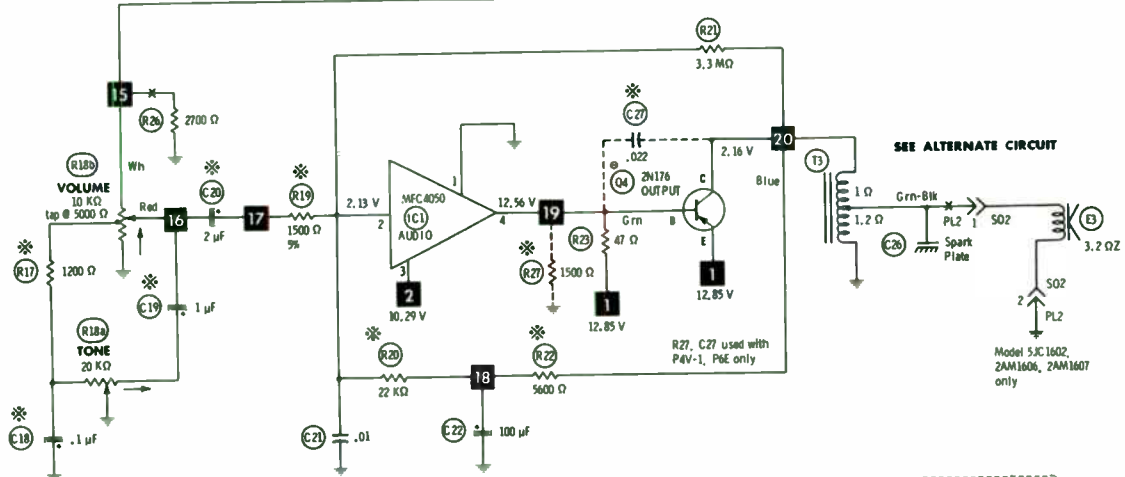 R21
3.3 MΩ
15
R26
2700 Ω
C27
.022
20
2.16 V
SEE ALTERNATE CIRCUIT
R18b
VOLUME
10 KΩ
tap @ 5000 Ω
Wh
Red
16
C20
2 µF
17
R19
1500 Ω
5%
2.13 V
2
MFC4050
IC1
AUDIO
1
3
4
12.56 V
19
Q4
2N176
OUTPUT
C
B
E
Grn
Blue
T3
1 Ω
1.2 Ω
Grn-Blk
PL2
1
SO2
E3
3.2 ΩZ
C26
Spark
Plate
R17
1200 Ω
C19
1 µF
R23
47 Ω
R27
1500 Ω
1
12.85 V
1
12.85 V
2
10.29 V
SO2
2
PL2
R18a
TONE
20 KΩ
R20
22 KΩ
18
R22
5600 Ω
R27, C27 used with
P4V-1, P6E only
Model 5JC1602,
2AM1606, 2AM1607
only
C18
.1 µF
C21
.01
C22
100 µF